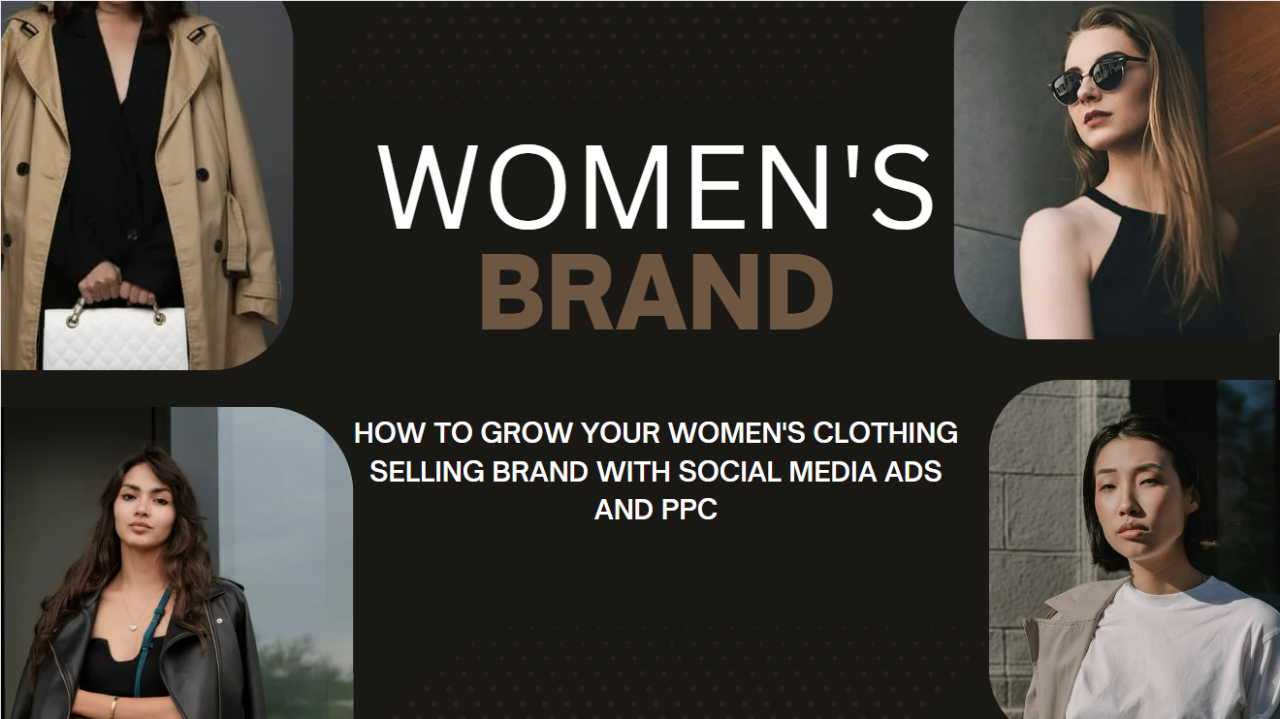 WOMEN'S
BRAND
HOW TO GROW YOUR WOMEN'S CLOTHING
SELLING BRAND WITH SOCIAL MEDIA ADS
AND PPC